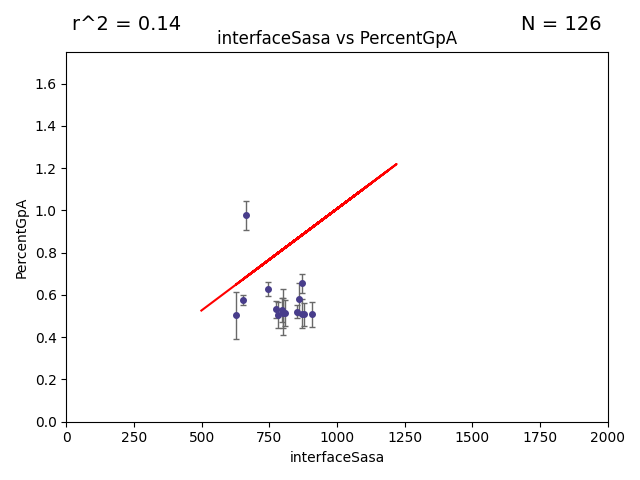 r^2 = 0.14
N = 126
interfaceSasa vs PercentGpA
PercentGpA
1.6
1.4
1.2
1.0
0.8
0.6
0.4
0.2
0.0
0 250 500 750 1000 1250 1500 1750 2000
interfaceSasa